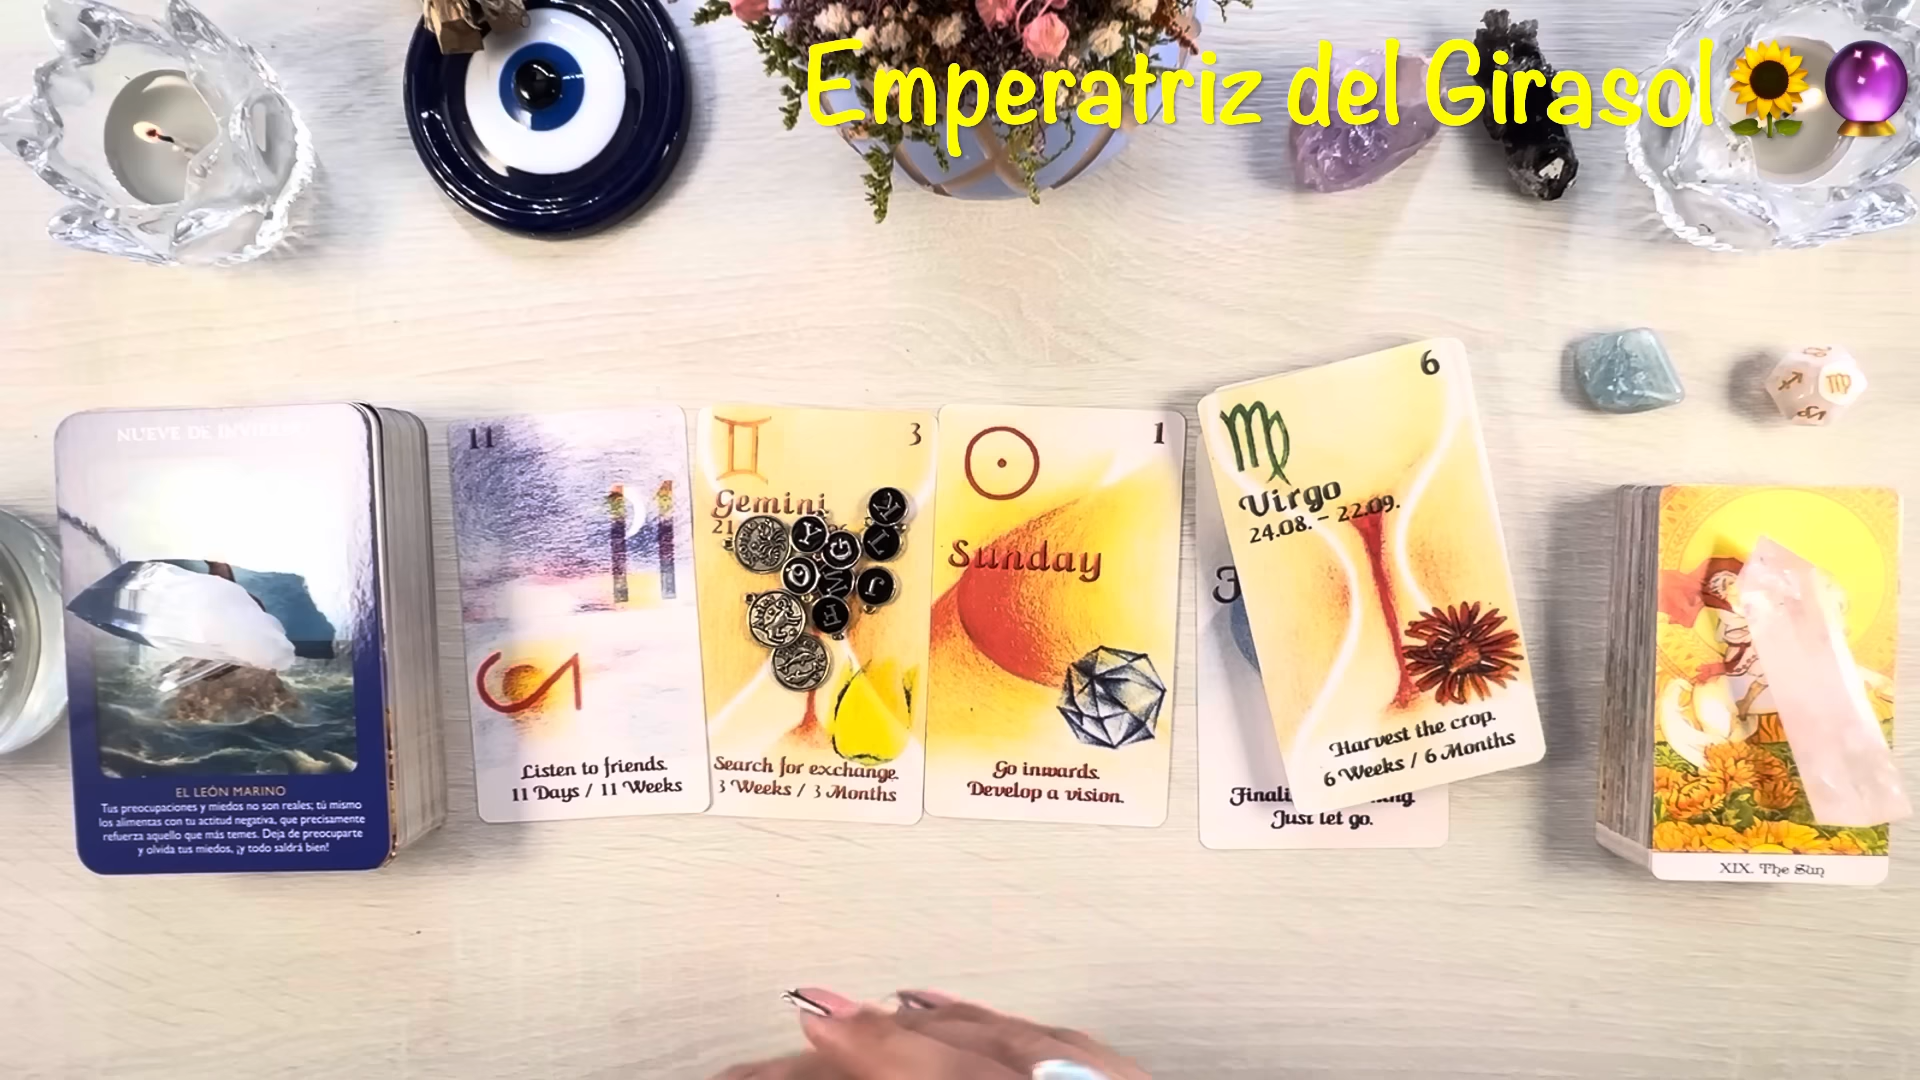 Emperatriz del Girasol
NUEVE DE
EL LEÓN MARINO
Tus preocupaciones y miedos no son reales; tú mismo
los alimentas con tu actitud negativa, que precisamente
refuerza aquello que más temes. Deja de preocuparte
y olvida tus miedos, ¡y todo saldrá bien!
11
11
Listen to friends.
11 Days / 11 Weeks
3
Gemini
21
Search for exchange.
3 Weeks / 3 Months
1
Sunday
Go inwards.
Develop a vision.
6
Virgo
24.08. - 22.09.
Harvest the crop.
6 Weeks / 6 Months
Just let go.
XIX. The Sun